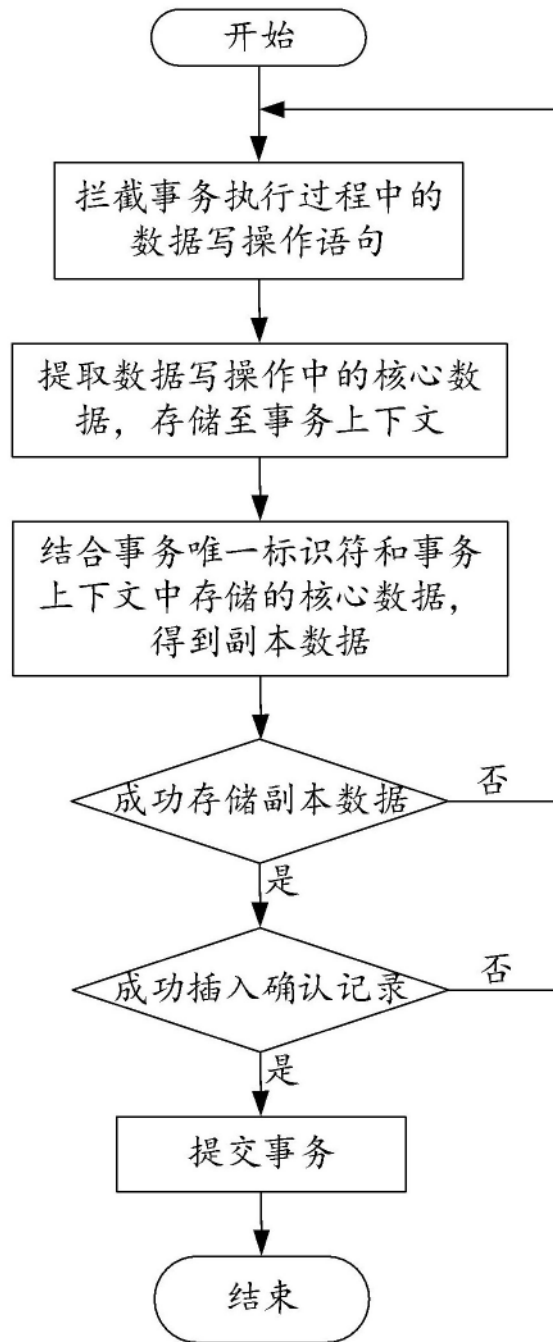 开始
拦截事务执行过程中的
数据写操作语句
提取数据写操作中的核心数
据，存储至事务上下文
结合事务唯一标识符和事务
上下文中存储的核心数据，
得到副本数据
成功存储副本数据
否
是
成功插入确认记录
否
是
提交事务
结束